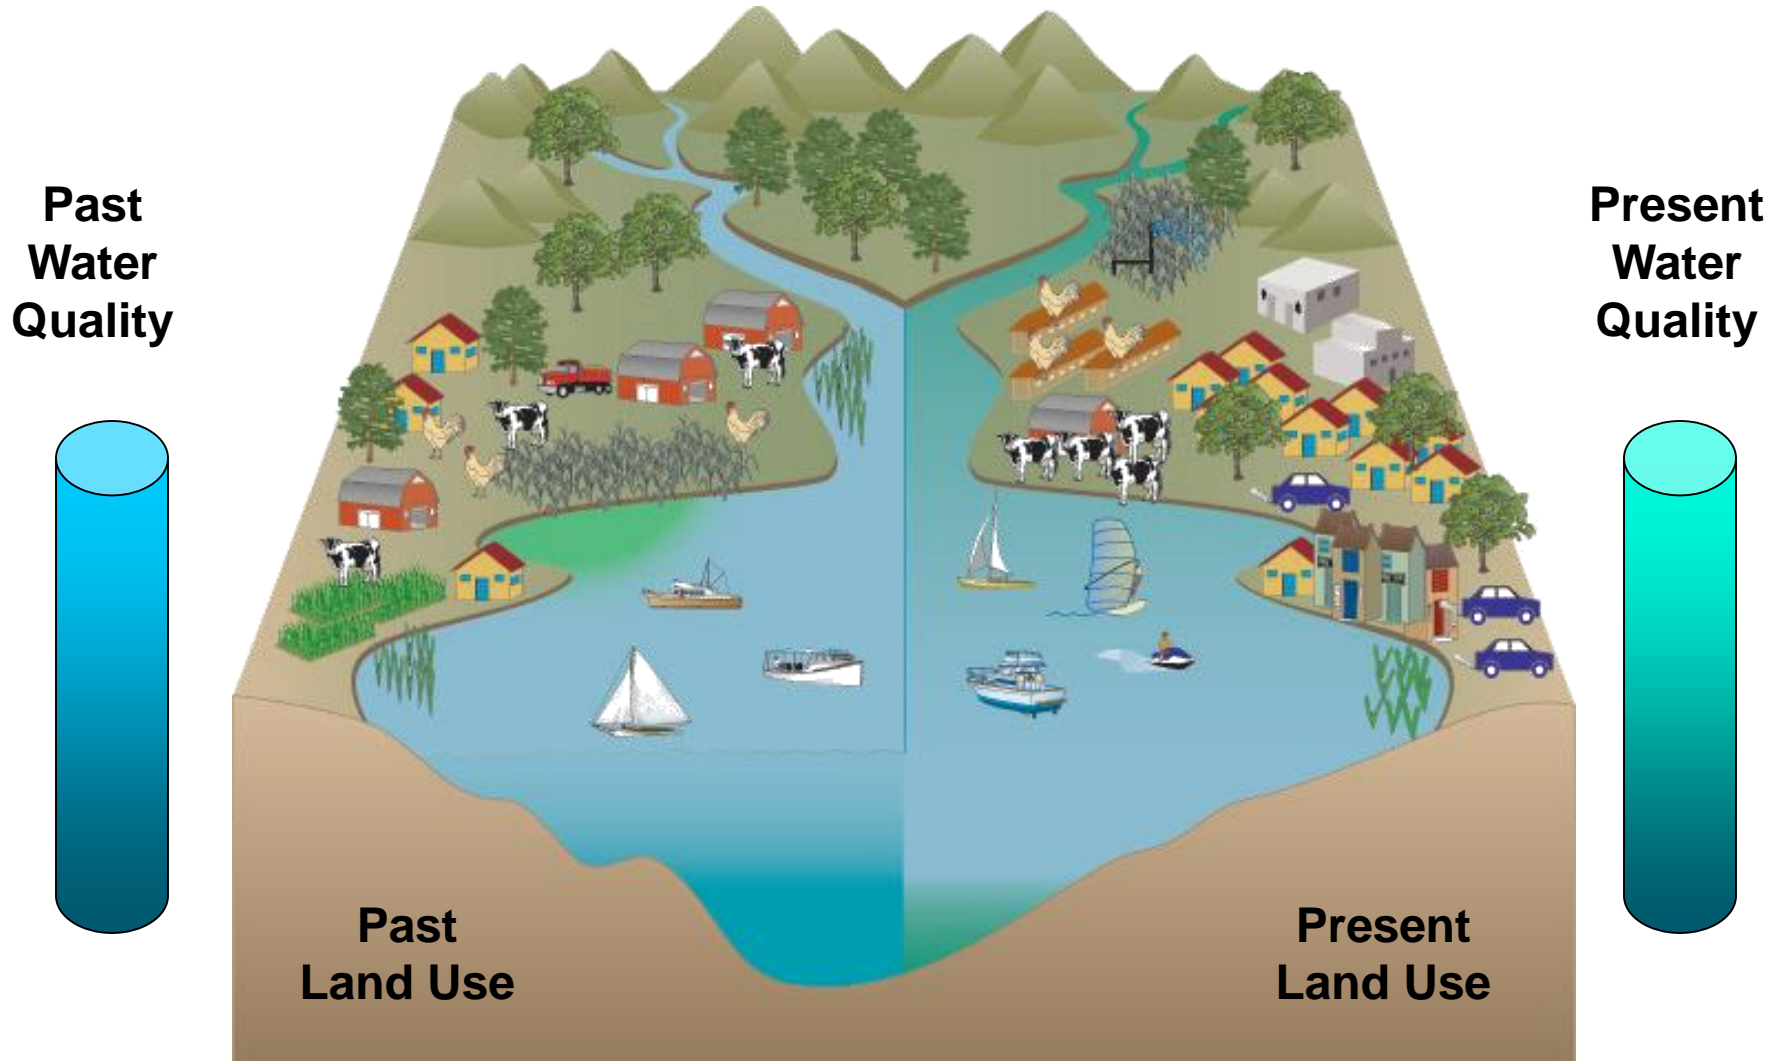 Past
Water
Quality
Present
Water
Quality
Past
Land Use
Present
Land Use